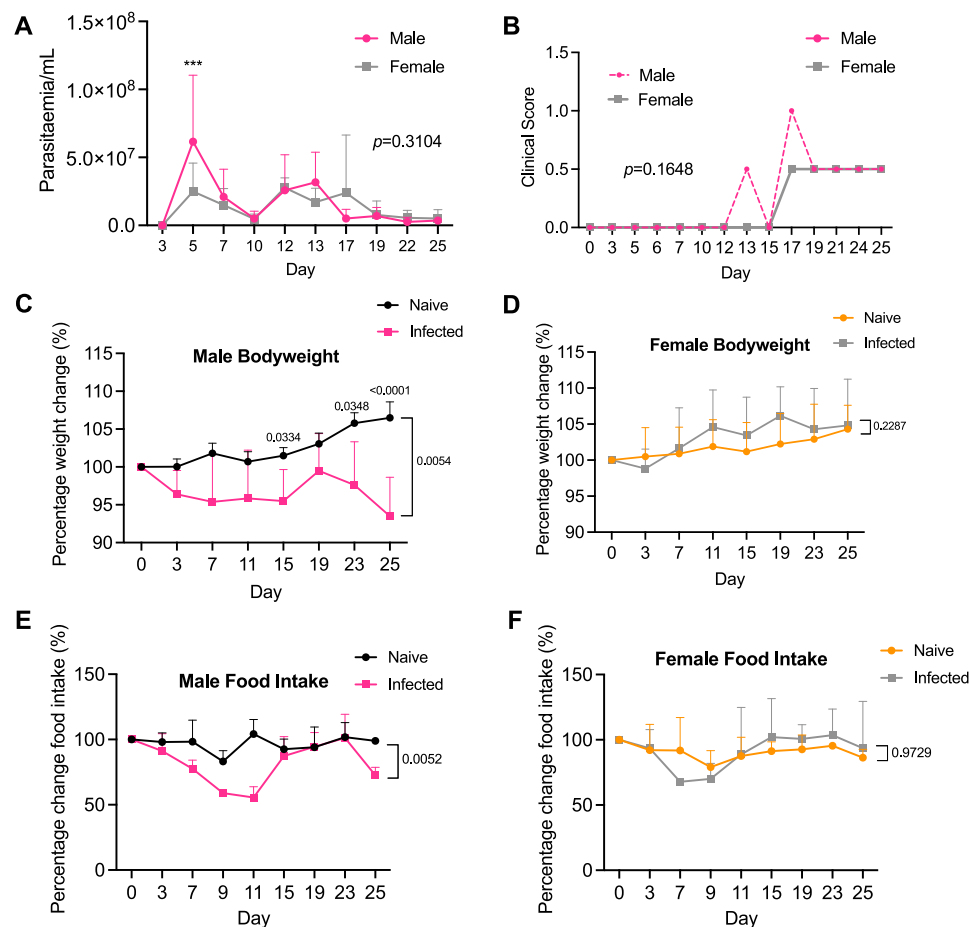 A
Parasitaemia/mL
1.5×10⁸
1.0×10⁸
5.0×10⁷
0.0
***
Male
Female
p=0.3104
3 5 7 10 12 13 17 19 22 25
Day
B
Clinical Score
1.5
1.0
0.5
0.0
Male
Female
Male
Female
p=0.1648
0 3 5 6 7 10 12 13 15 17 19 21 24 25
Day
C
Naive
Infected
Male Bodyweight
Percentage weight change (%)
115
110
105
100
95
90
0.0334
0.0348
<0.0001
0.0054
0 3 7 11 15 19 23 25
Day
D
Naive
Infected
Female Bodyweight
Percentage weight change (%)
115
110
105
100
95
90
0.2287
0 3 7 11 15 19 23 25
Day
E
Naive
Infected
Male Food Intake
Percentage change food intake (%)
150
100
50
0
0.0052
0 3 7 9 11 15 19 23 25
Day
F
Naive
Infected
Female Food Intake
Percentage change food intake (%)
150
100
50
0
0.9729
0 3 7 9 11 15 19 23 25
Day